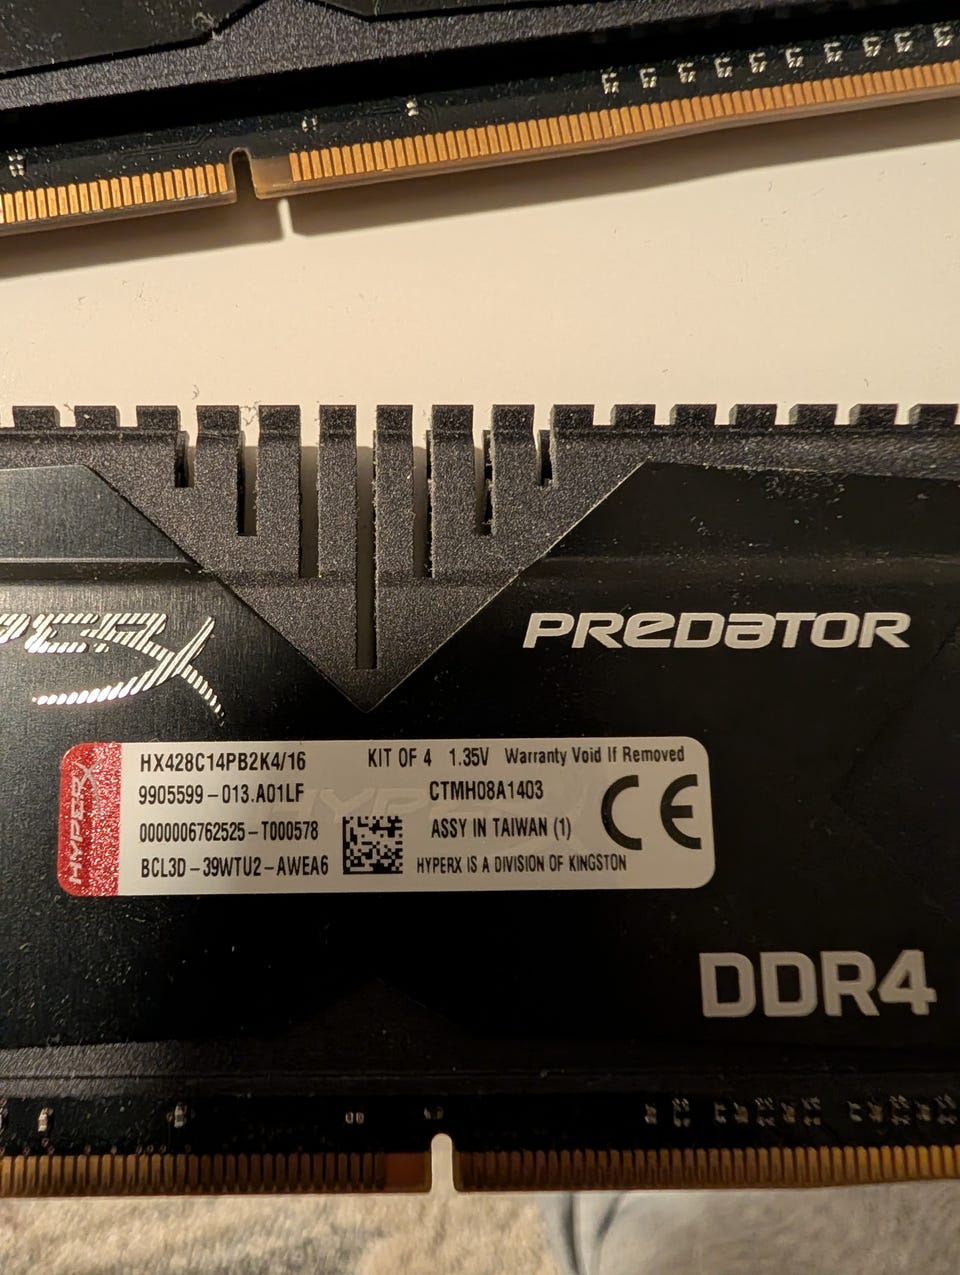 PREDATOR
HX428C14PB2K4/16 KIT OF 4 1.35V Warranty Void If Removed
9905599-013.A01LF CTMH08A1403
0000006762525-T000578 ASSY IN TAIWAN (1)
BCL3D-39WTU2-AWEA6 HYPERX IS A DIVISION OF KINGSTON
HYPERX
CE
DDR4